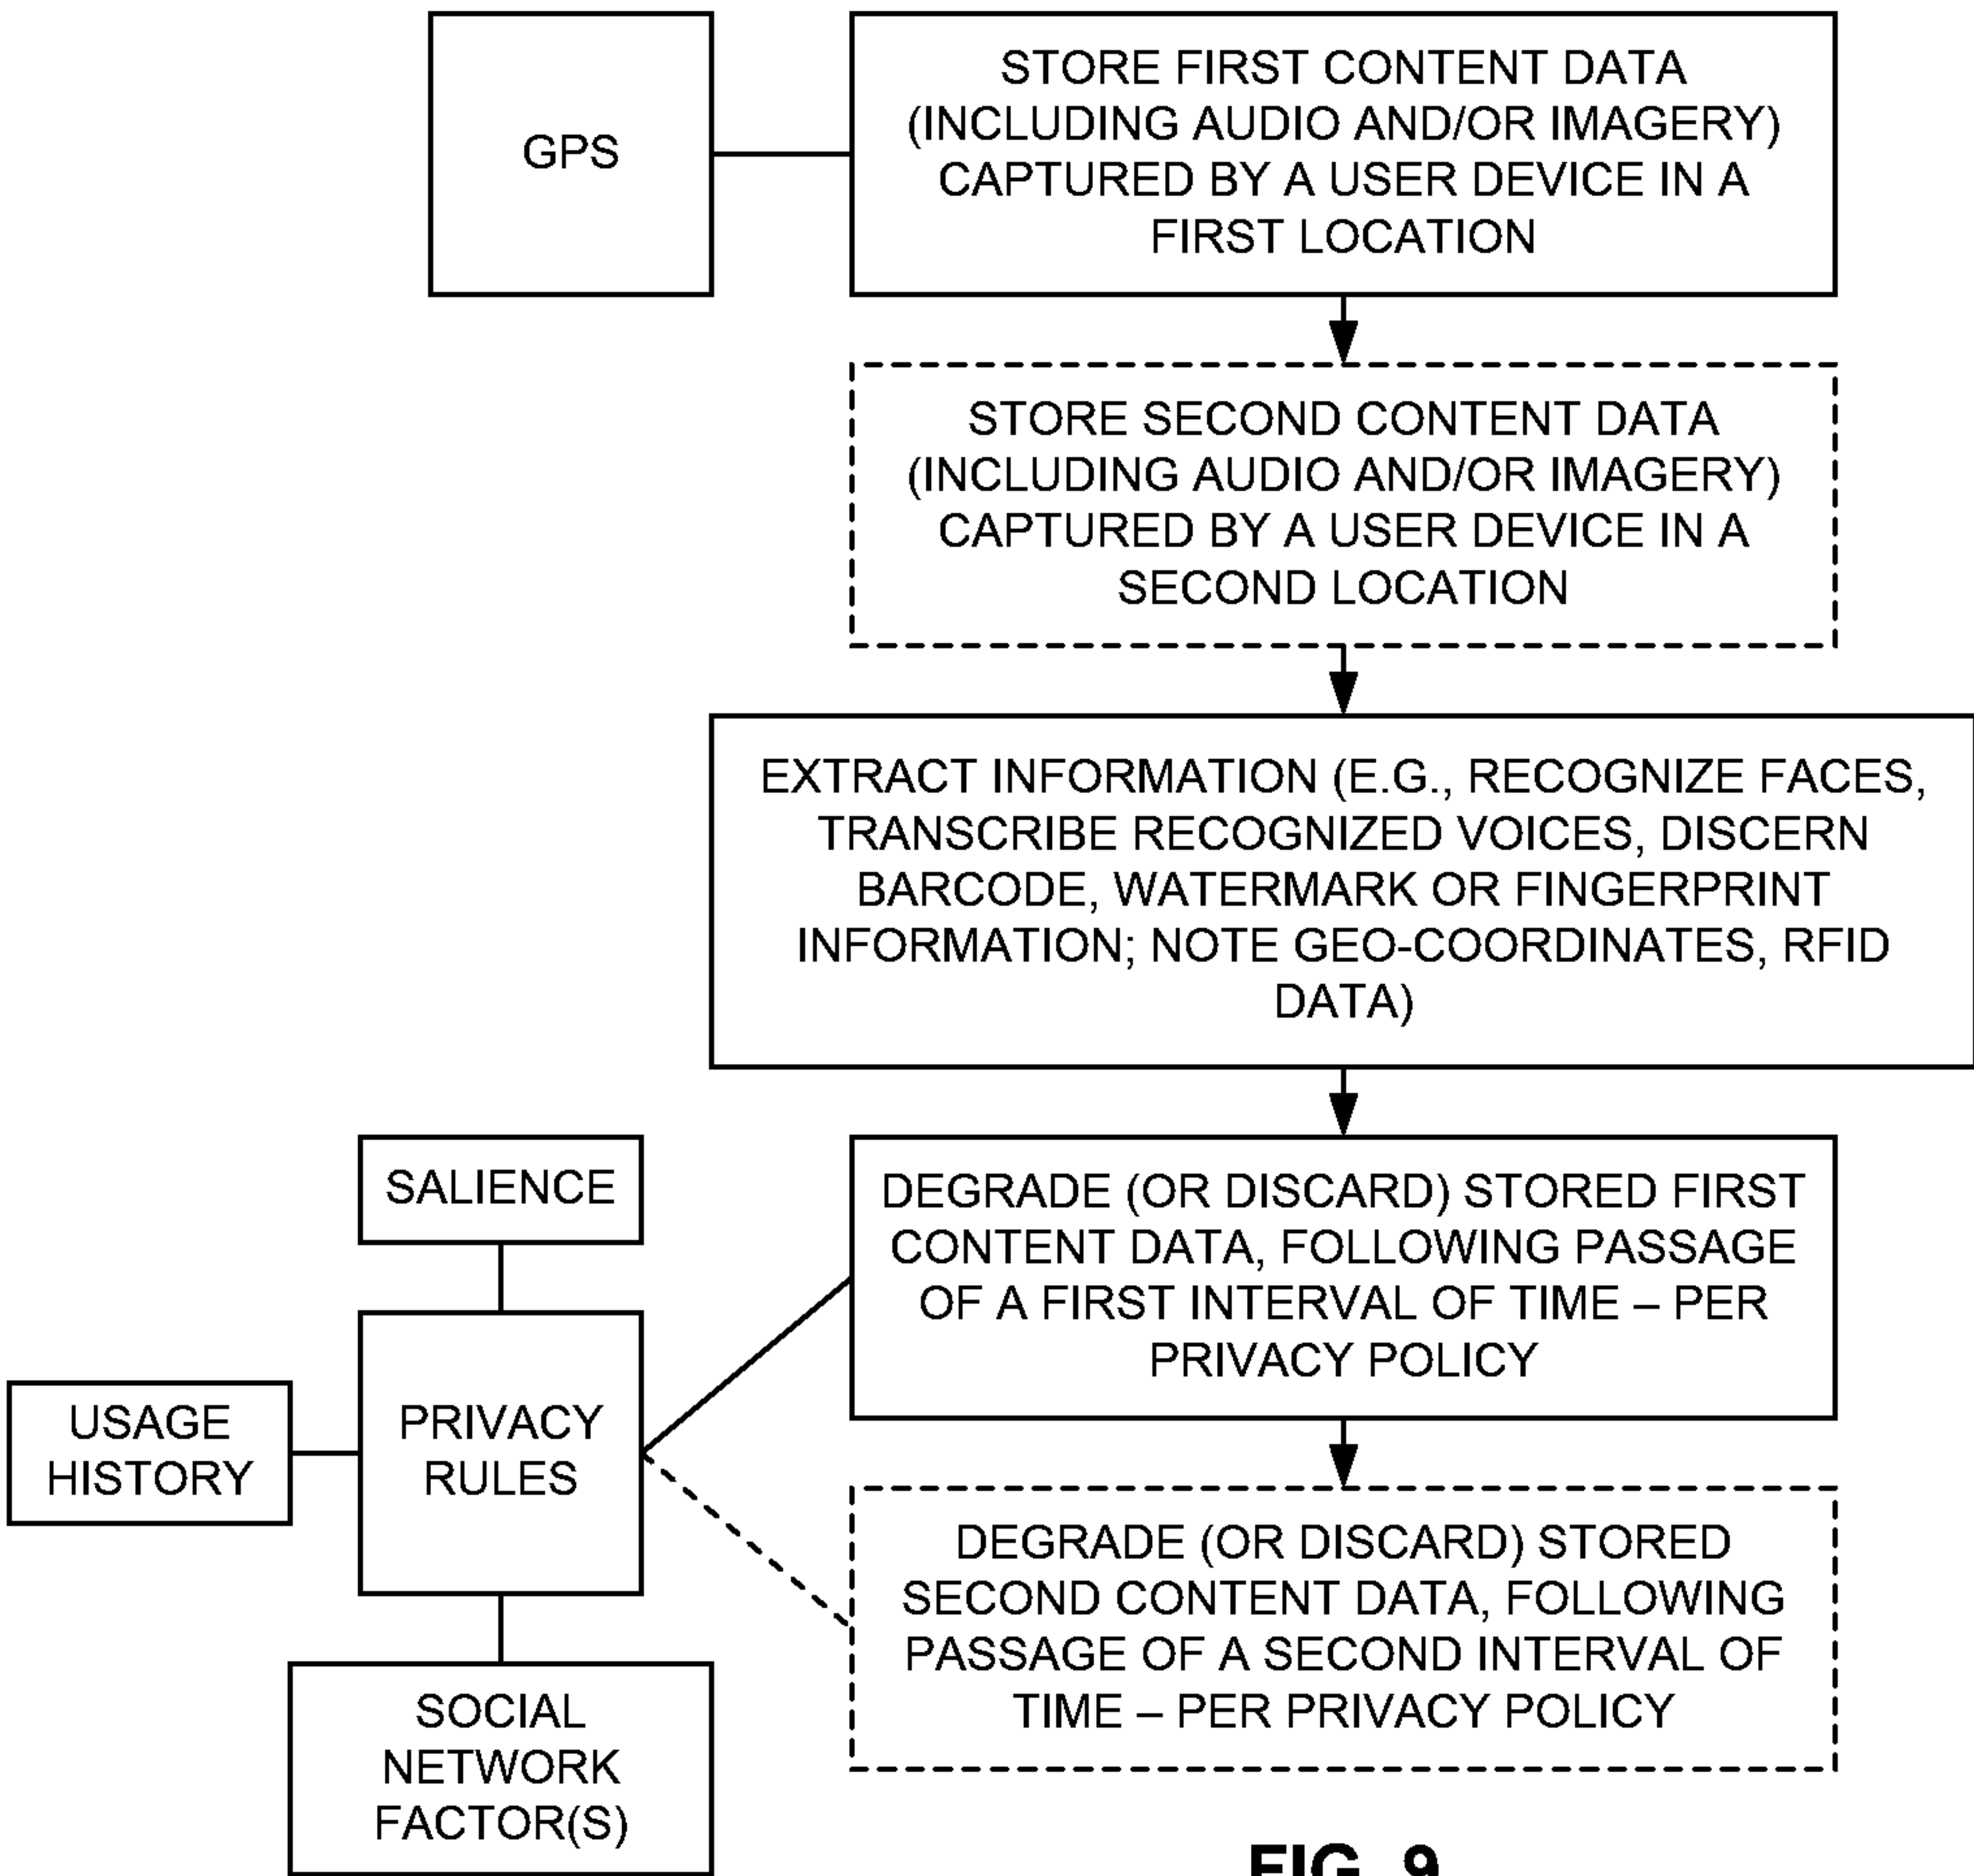 GPS
STORE FIRST CONTENT DATA
(INCLUDING AUDIO AND/OR IMAGERY)
CAPTURED BY A USER DEVICE IN A
FIRST LOCATION
STORE SECOND CONTENT DATA
(INCLUDING AUDIO AND/OR IMAGERY)
CAPTURED BY A USER DEVICE IN A
SECOND LOCATION
EXTRACT INFORMATION (E.G., RECOGNIZE FACES,
TRANSCRIBE RECOGNIZED VOICES, DISCERN
BARCODE, WATERMARK OR FINGERPRINT
INFORMATION; NOTE GEO-COORDINATES, RFID
DATA)
SALIENCE
USAGE
HISTORY
PRIVACY
RULES
SOCIAL
NETWORK
FACTOR(S)
DEGRADE (OR DISCARD) STORED FIRST
CONTENT DATA, FOLLOWING PASSAGE
OF A FIRST INTERVAL OF TIME – PER
PRIVACY POLICY
DEGRADE (OR DISCARD) STORED
SECOND CONTENT DATA, FOLLOWING
PASSAGE OF A SECOND INTERVAL OF
TIME – PER PRIVACY POLICY
FIG. 9